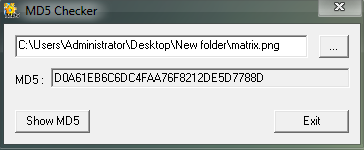 MD5 Checker
C:\Users\Administrator\Desktop\New folder\matrix.png
...
MD5 : D0A61EB6C6DC4FAA76F8212DE5D7788D
Show MD5
Exit